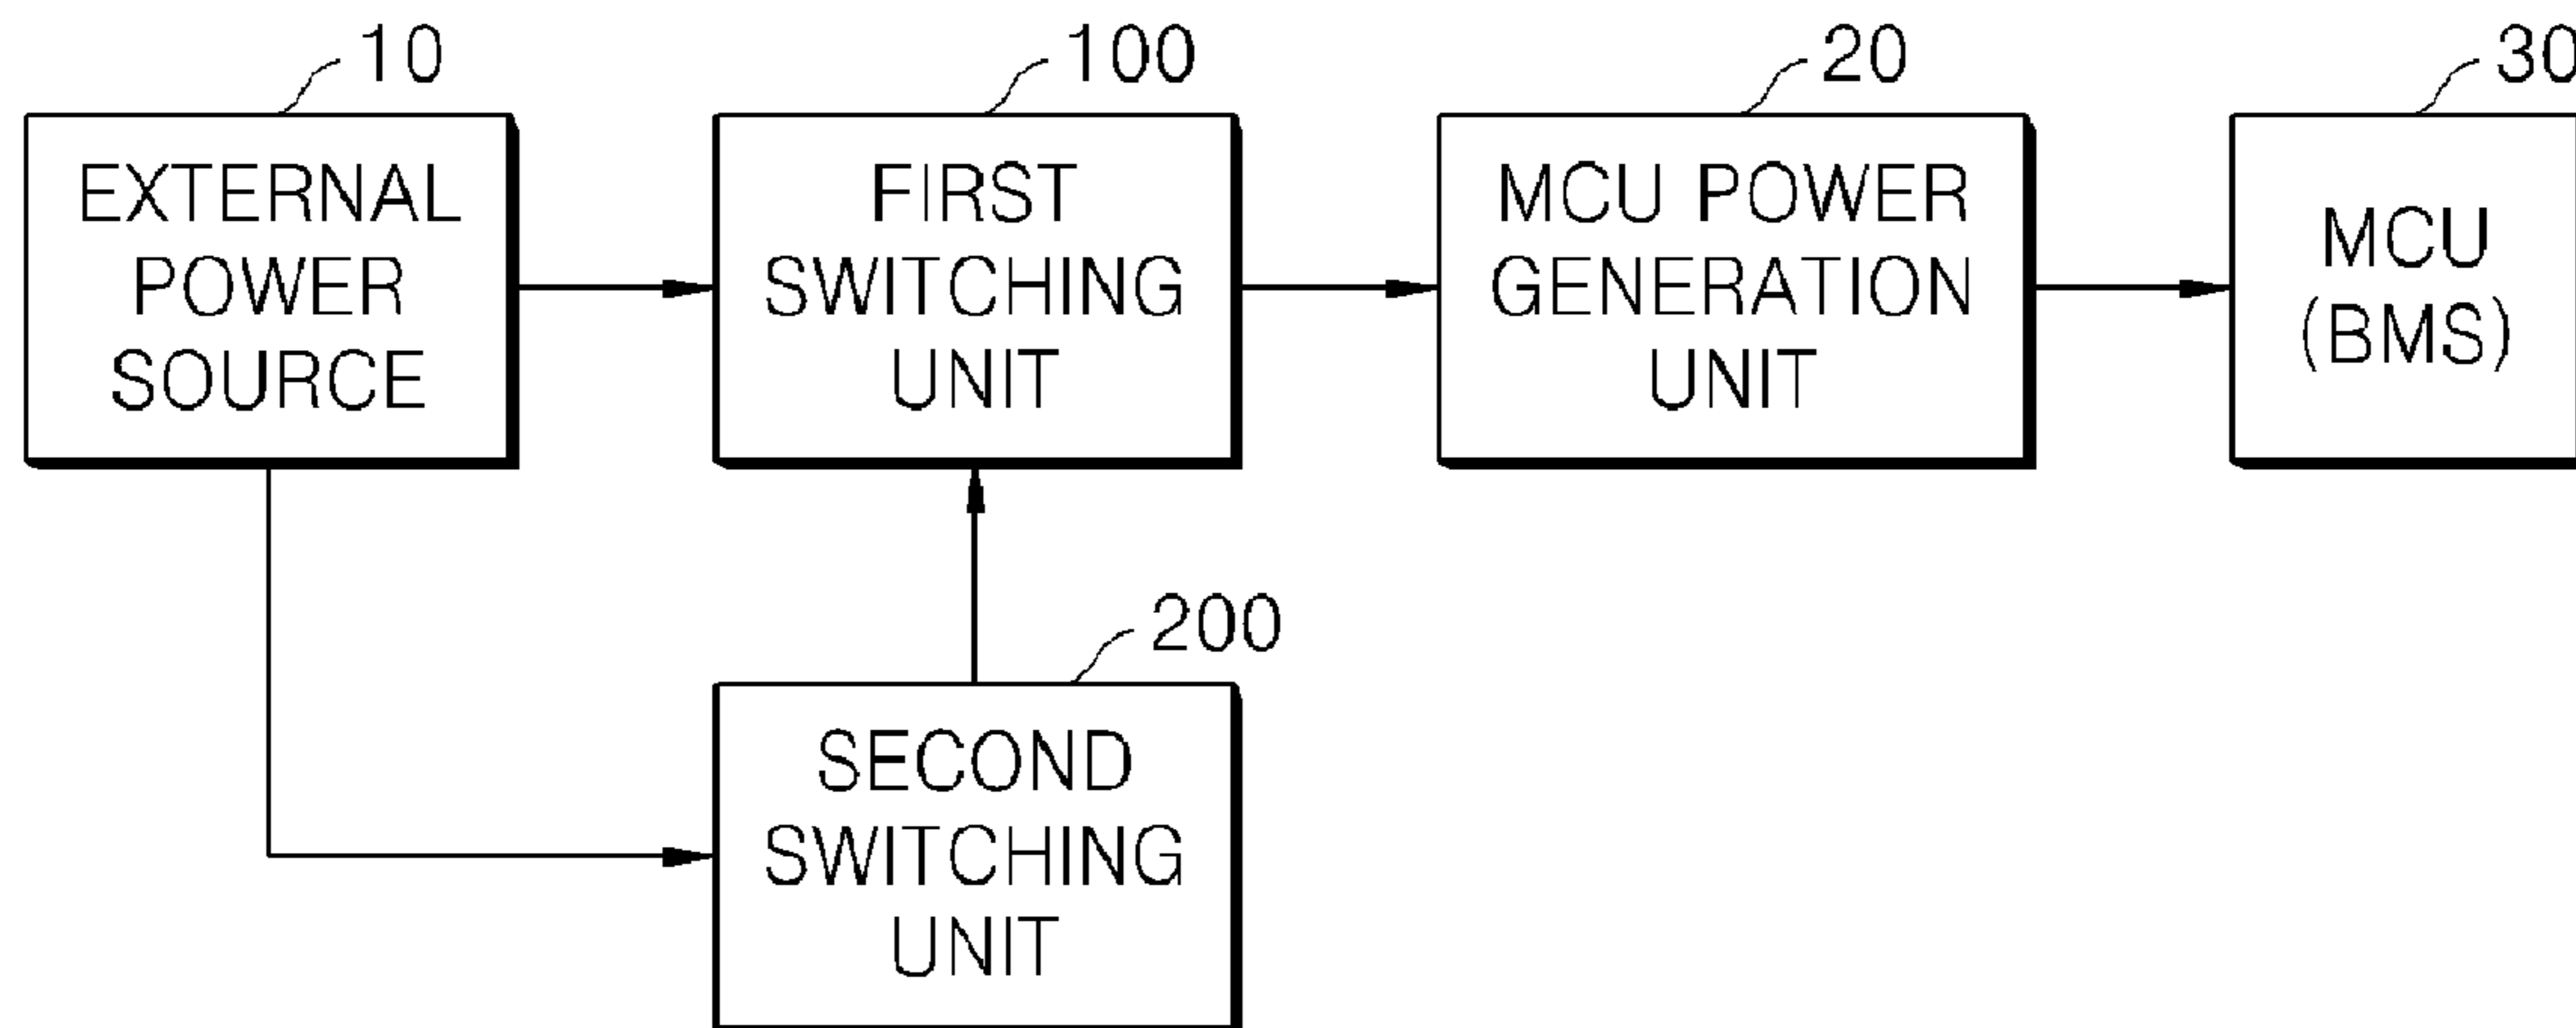 10
100
20
30
EXTERNAL
POWER
SOURCE
FIRST
SWITCHING
UNIT
MCU POWER
GENERATION
UNIT
MCU
(BMS)
200
SECOND
SWITCHING
UNIT